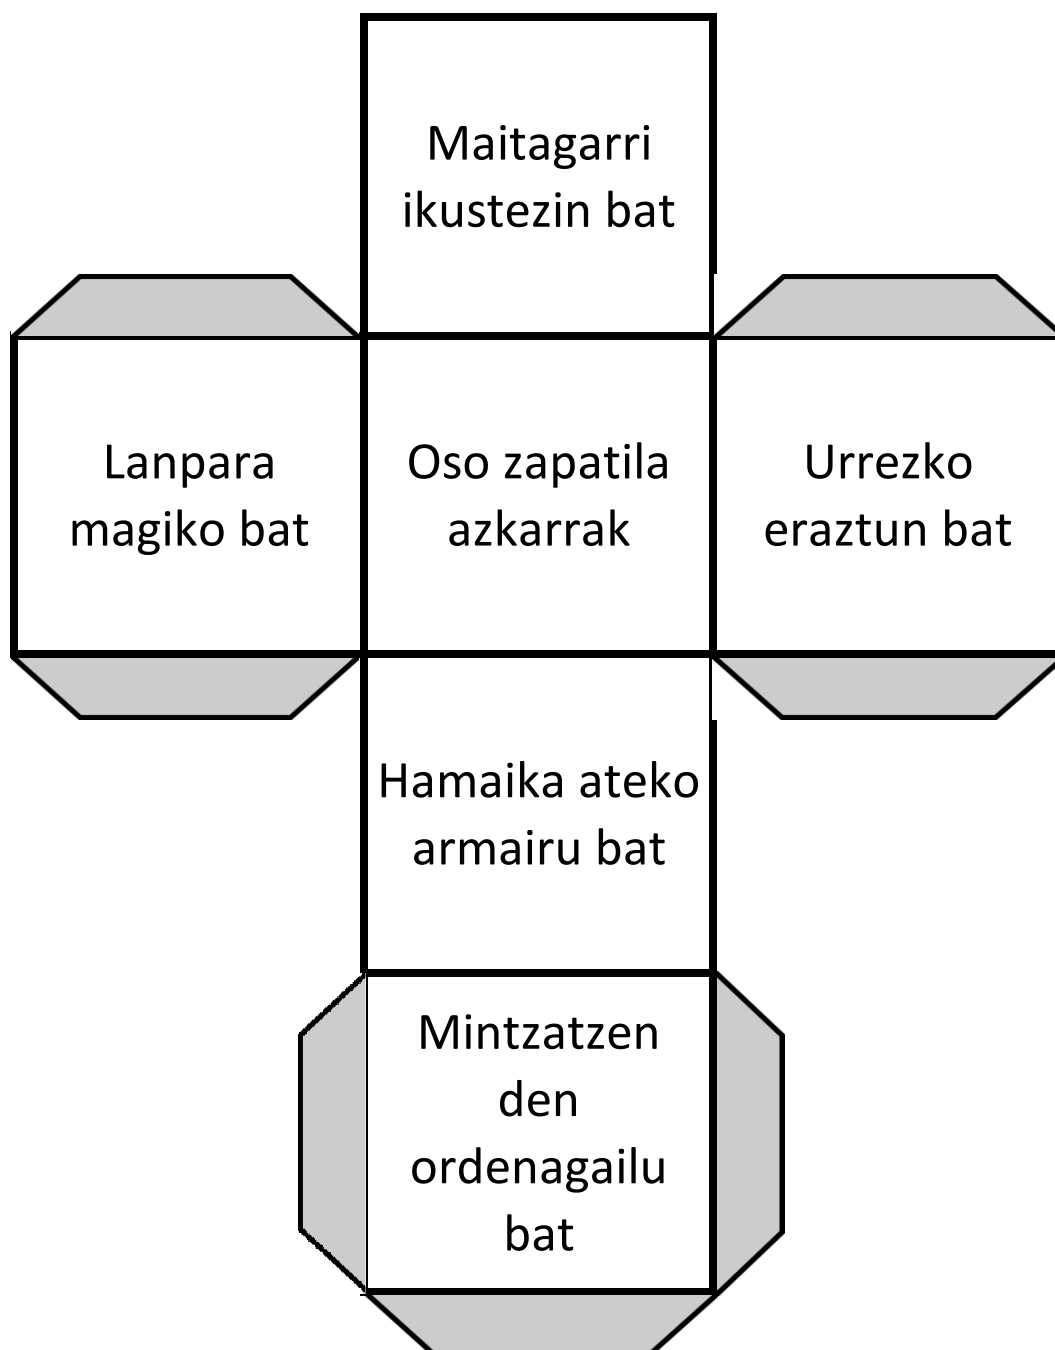 Maitagarri
ikustezin bat
Lanpara
magiko bat
Oso zapatila
azkarrak
Urrezko
eraztun bat
Hamaika ateko
armairu bat
Mintzatzen
den
ordenagailu
bat